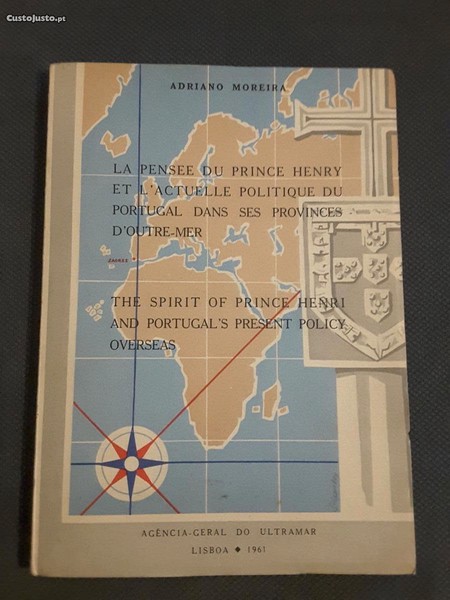 CustoJusto.pt
ADRIANO MOREIRA
LA PENSEE DU PRINCE HENRY
ET L'ACTUELLE POLITIQUE DU
PORTUGAL DANS SES PROVINCES
D'OUTRE-MER
SAGRES
THE SPIRIT OF PRINCE HENRI
AND PORTUGAL'S PRESENT POLICY
OVERSEAS
AGÊNCIA-GERAL DO ULTRAMAR
LISBOA ◆ 1961